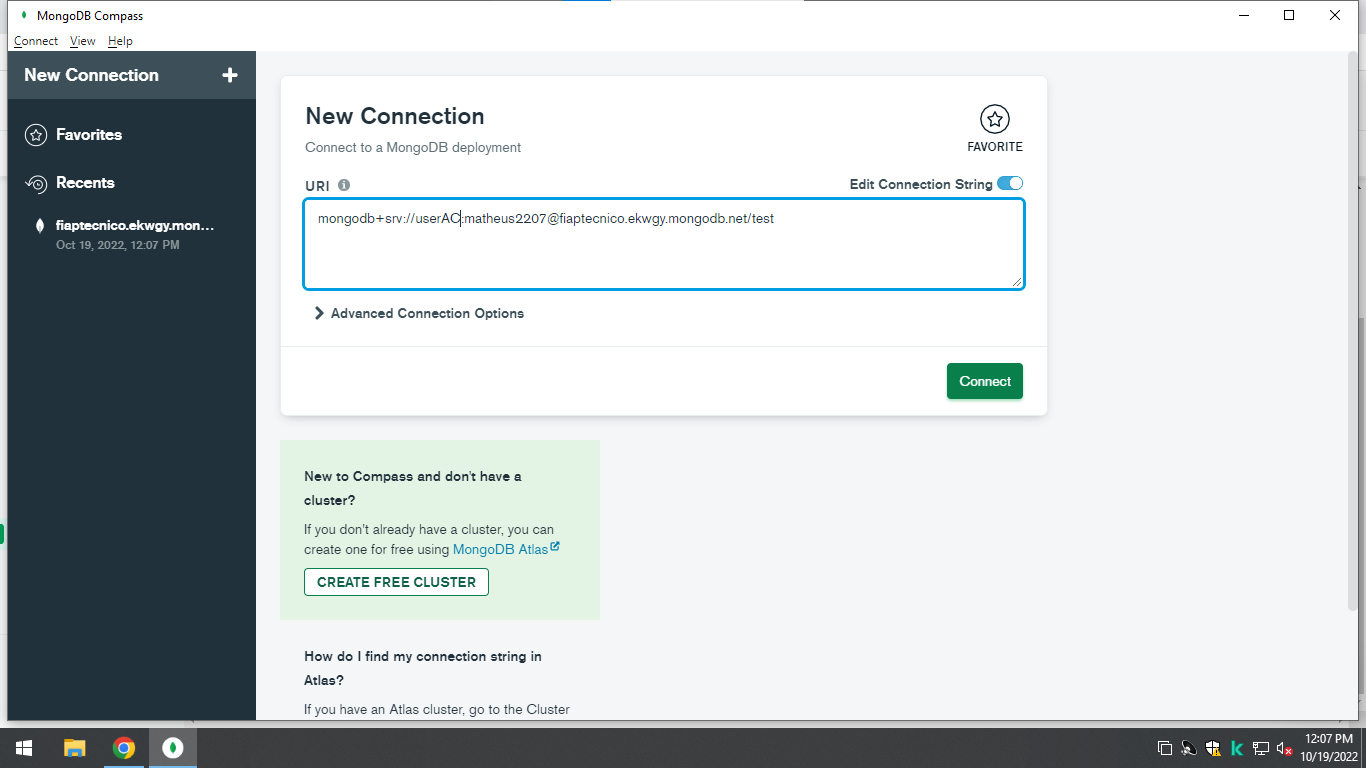 MongoDB Compass
Connect View Help
New Connection +
Favorites
Recents
fiaptecnico.ekwgy.mon...
Oct 19, 2022, 12:07 PM
New Connection
Connect to a MongoDB deployment
FAVORITE
URI
Edit Connection String
mongodb+srv://userAC:matheus2207@fiaptecnico.ekwgy.mongodb.net/test
Advanced Connection Options
Connect
New to Compass and don't have a
cluster?
If you don't already have a cluster, you can
create one for free using MongoDB Atlas
CREATE FREE CLUSTER
How do I find my connection string in
Atlas?
If you have an Atlas cluster, go to the Cluster
12:07 PM
10/19/2022